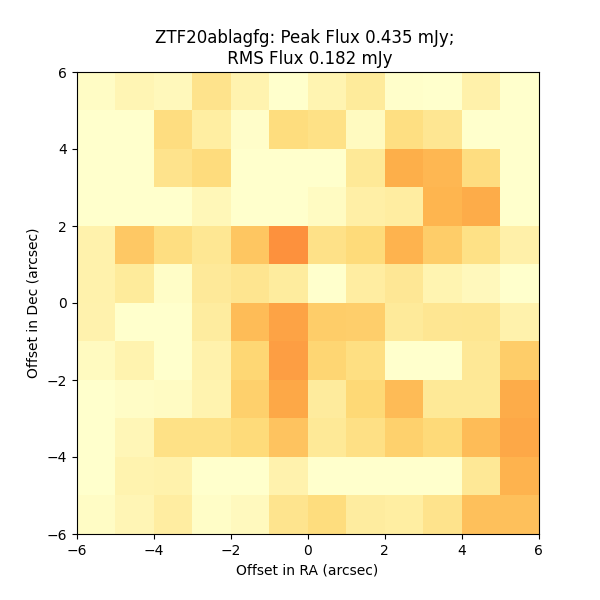 ZTF20ablagfg: Peak Flux 0.435 mJy;
RMS Flux 0.182 mJy
6
4
2
0
−2
−4
−6
Offset in Dec (arcsec)
−6 −4 −2 0 2 4 6
Offset in RA (arcsec)